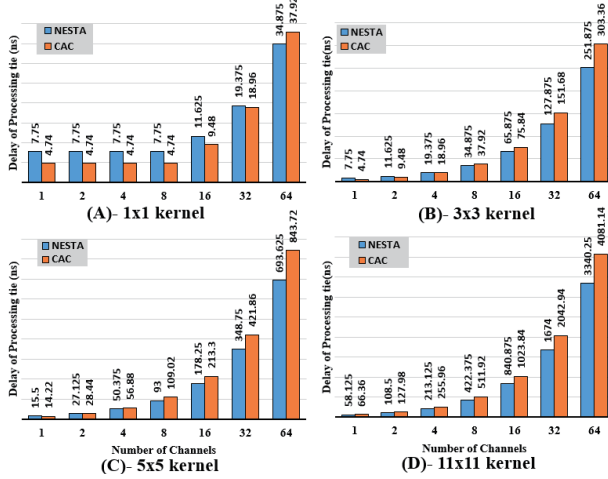 Delay of Processing tie (ns)
NESTA
CAC
7.75 4.74 7.75 4.74 7.75 4.74 7.75 4.74 11.625 9.48 19.375 18.96 34.875 37.92
1 2 4 8 16 32 64
(A)- 1x1 kernel
Delay of Processing tie(ns)
NESTA
CAC
7.75 4.74 11.625 9.48 19.375 18.96 34.875 37.92 65.875 75.84 127.875 151.68 251.875 303.36
1 2 4 8 16 32 64
(B)- 3x3 kernel
Delay of Processing tie(ns)
NESTA
CAC
15.5 14.22 27.125 28.44 50.375 56.88 93 109.02 178.25 213.3 348.75 421.86 693.625 843.72
1 2 4 8 16 32 64
Number of Channels
(C)- 5x5 kernel
Delay of Processing tie(ns)
NESTA
CAC
58.125 66.36 108.5 127.98 213.125 255.96 422.375 511.92 840.875 1023.84 1674 2042.94 3340.25 4081.14
1 2 4 8 16 32 64
Number of Channels
(D)- 11x11 kernel